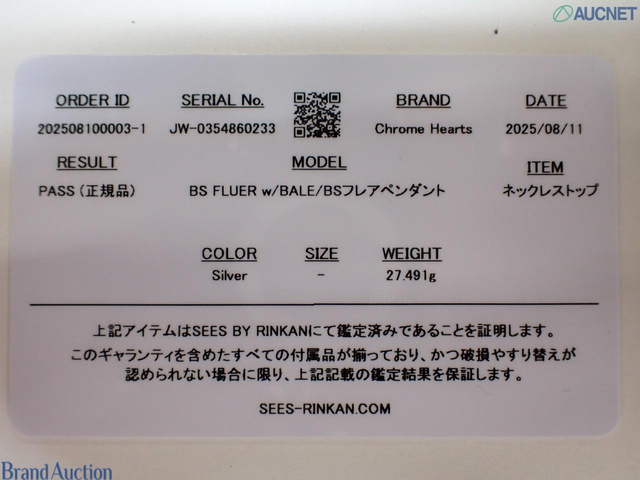 AUCNET
ORDER ID SERIAL No. BRAND DATE
202508100003-1 JW-0354860233 Chrome Hearts 2025/08/11
RESULT MODEL ITEM
PASS (正規品) BS FLUER w/BALE/BSフレアペンダント ネックレストップ
COLOR SIZE WEIGHT
Silver - 27.491g
上記アイテムはSEES BY RINKANにて鑑定済みであることを証明します。
このギャランティを含めたすべての付属品が揃っており、かつ破損やすり替えが
認められない場合に限り、上記記載の鑑定結果を保証します。
SEES-RINKAN.COM
Brand Auction